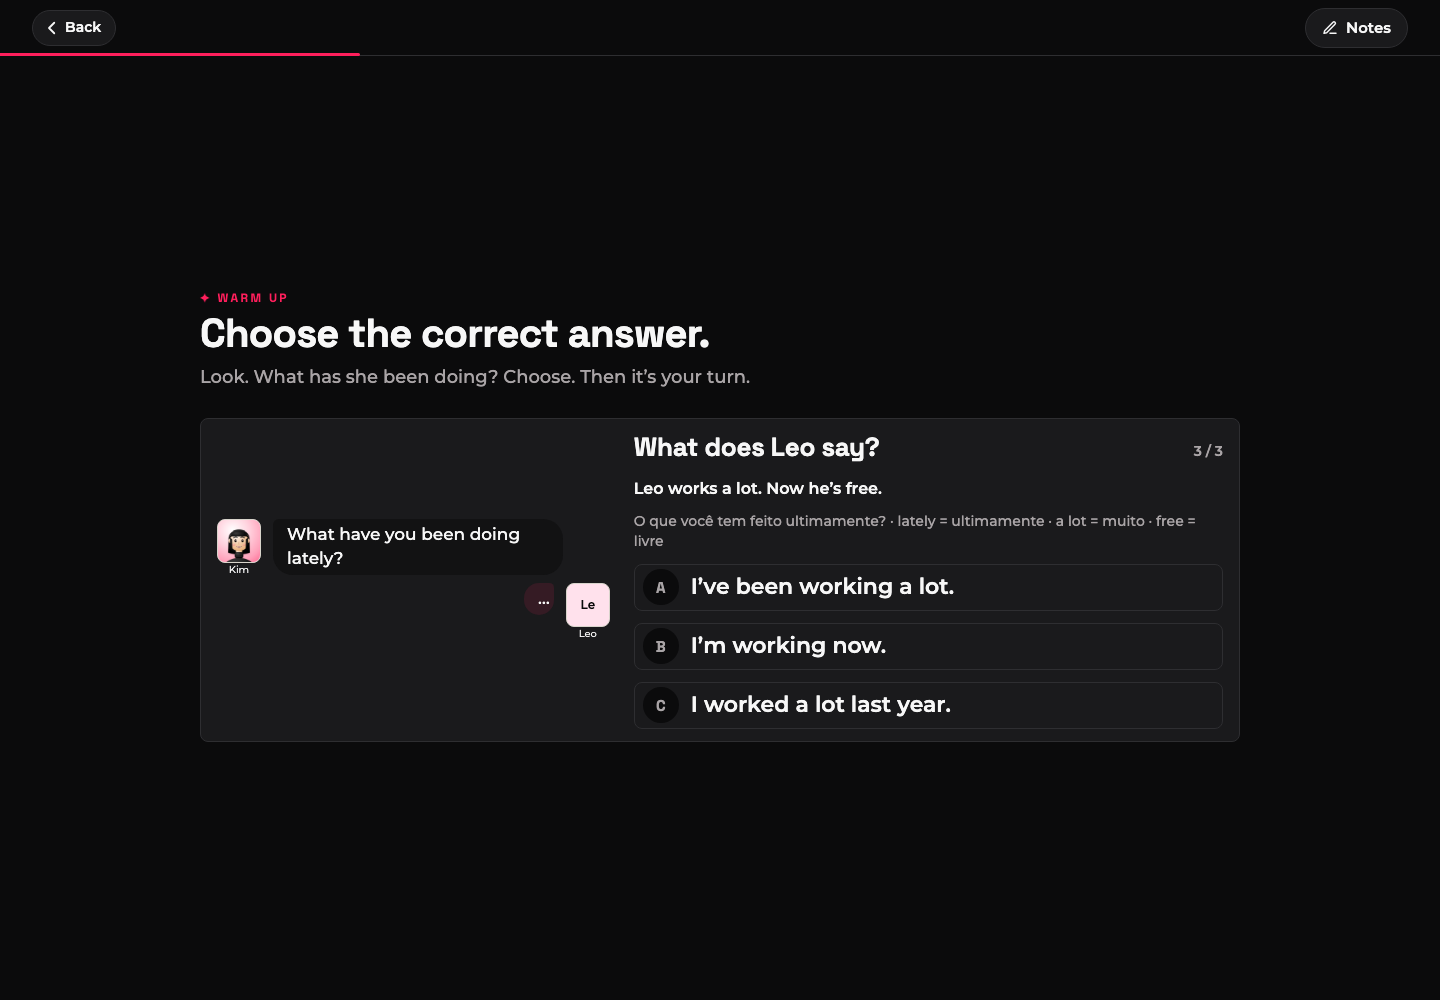 Back
Notes
✦ WARM UP
Choose the correct answer.
Look. What has she been doing? Choose. Then it’s your turn.
Kim
What have you been doing
lately?
...
Le
Leo
What does Leo say?
3 / 3
Leo works a lot. Now he’s free.
O que você tem feito ultimamente? · lately = ultimamente · a lot = muito · free =
livre
A I’ve been working a lot.
B I’m working now.
C I worked a lot last year.